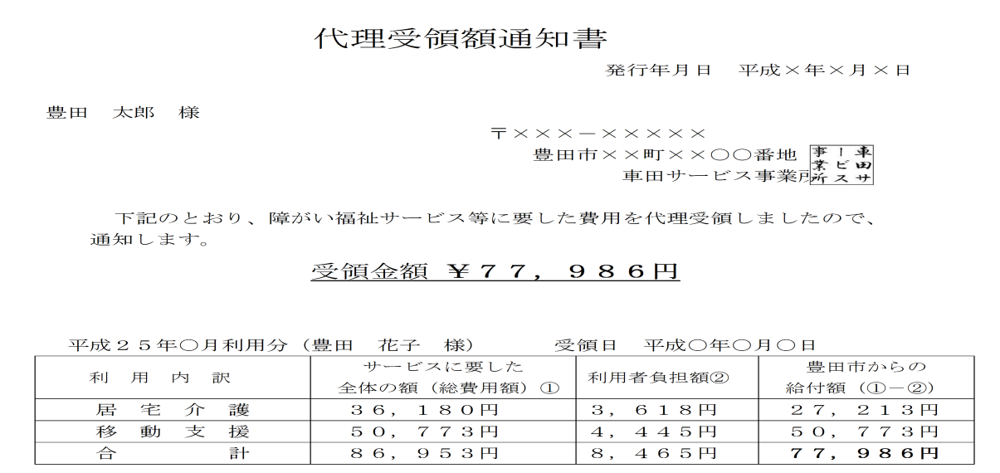 代理受領額通知書
発行年月日　平成×年×月×日
豊田　太郎　様
〒×××－×××××
豊田市××町××○○番地
車田サービス事業所
車田サ
ービス
事業所
下記のとおり、障がい福祉サービス等に要した費用を代理受領しましたので、
通知します。
受領金額 ￥７７，９８６円
平成２５年○月利用分（豊田　花子　様）　受領日　平成○年○月○日
利用内訳　サービスに要した全体の額（総費用額）①　利用者負担額②　豊田市からの給付額（①－②）
居宅介護　３６，１８０円　３，６１８円　２７，２１３円
移動支援　５０，７７３円　４，４４５円　５０，７７３円
合計　８６，９５３円　８，４６５円　７７，９８６円